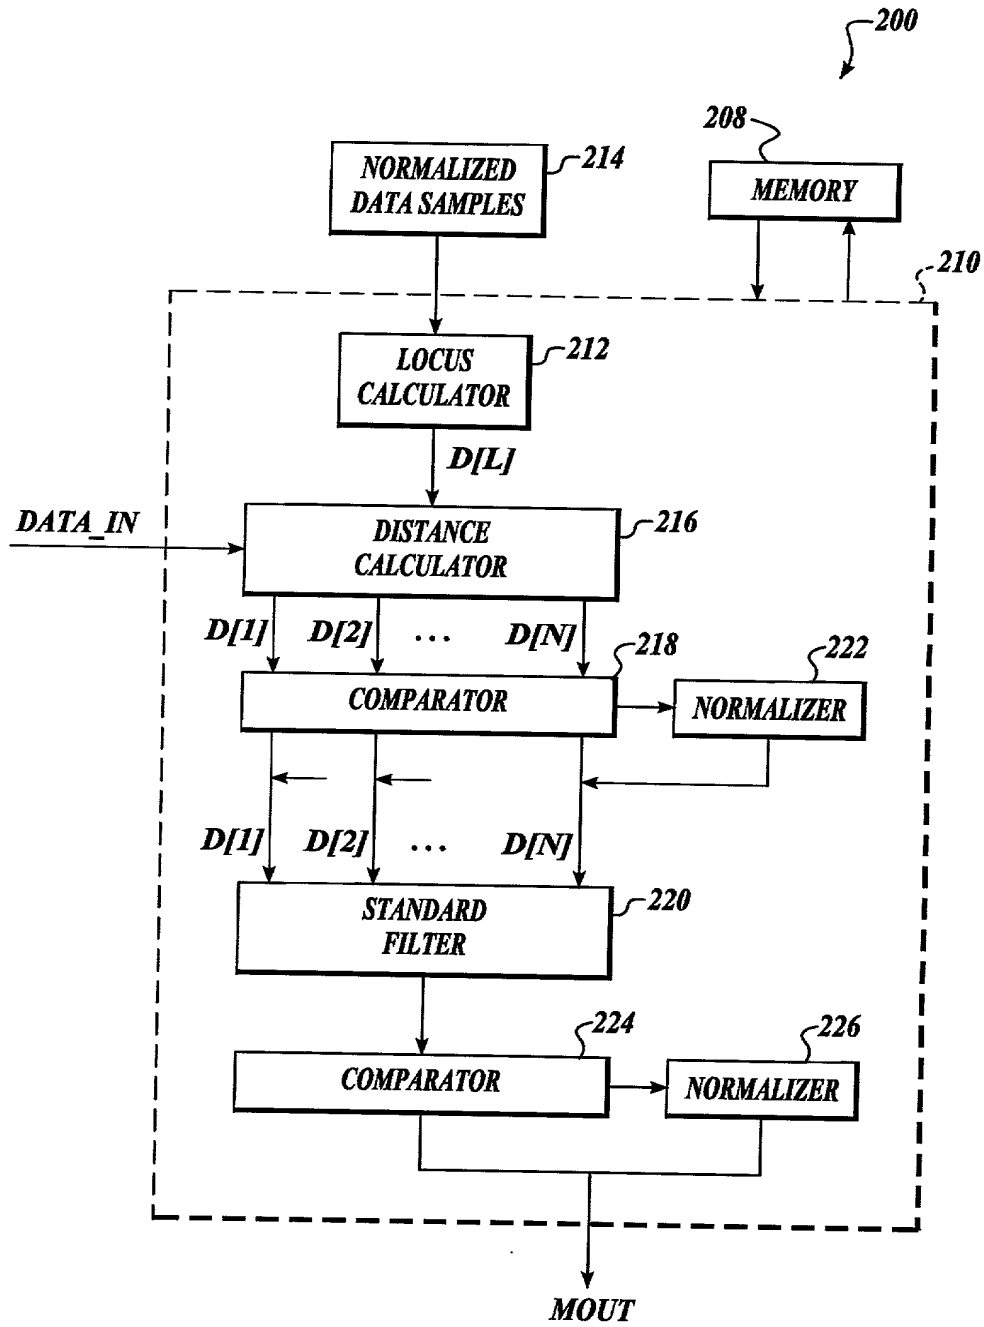 200
208
NORMALIZED
DATA SAMPLES
214
MEMORY
210
LOCUS
CALCULATOR
212
D[L]
DATA_IN
DISTANCE
CALCULATOR
216
D[1]
D[2]
...
D[N]
218
222
COMPARATOR
NORMALIZER
D[1]
D[2]
...
D[N]
STANDARD
FILTER
220
224
226
COMPARATOR
NORMALIZER
MOUT